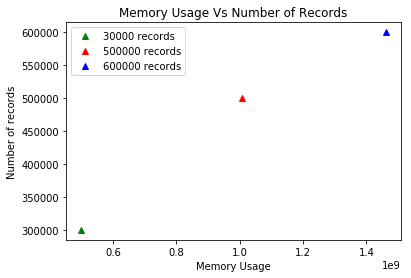 Memory Usage Vs Number of Records
30000 records
500000 records
600000 records
600000
550000
500000
450000
400000
350000
300000
Number of records
0.6
0.8
1.0
1.2
1.4
1e9
Memory Usage